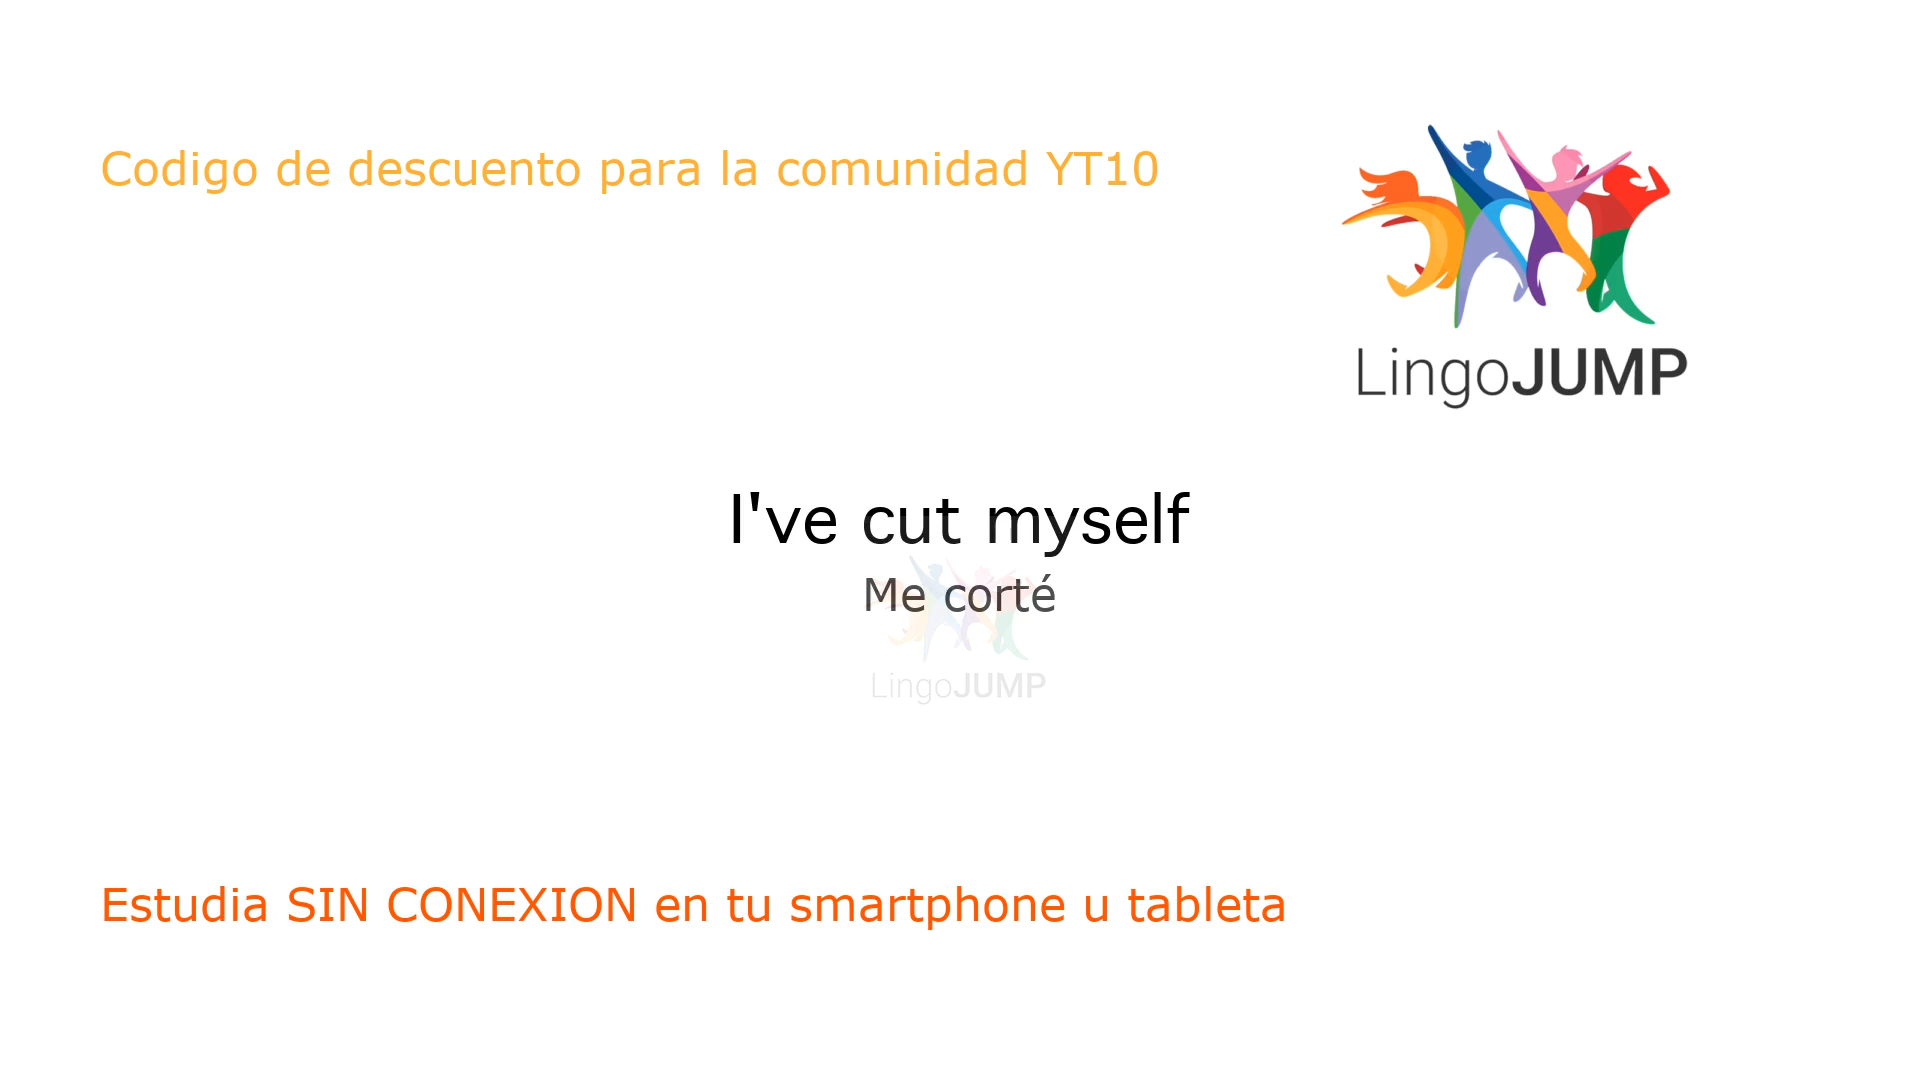 Codigo de descuento para la comunidad YT10
LingoJUMP
I've cut myself
Me corté
LingoJUMP
Estudia SIN CONEXION en tu smartphone u tableta